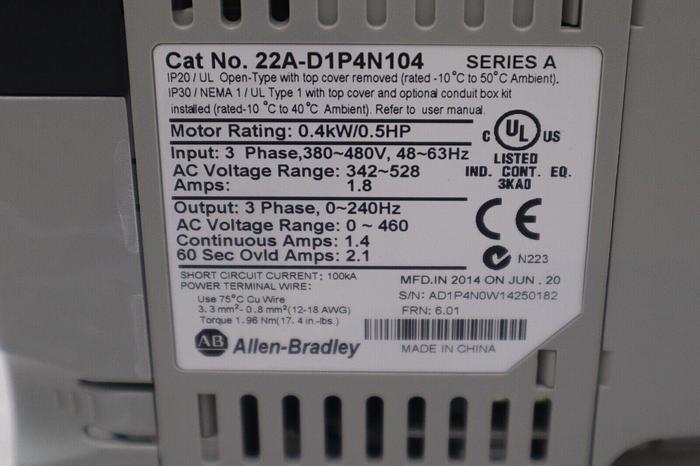 Cat No. 22A-D1P4N104 SERIES A
IP20 / UL Open-Type with top cover removed (rated -10°C to 50°C Ambient).
IP30 / NEMA 1 / UL Type 1 with top cover and optional conduit box kit
installed (rated-10 °C to 40 °C Ambient). Refer to user manual.
Motor Rating: 0.4kW/0.5HP
Input: 3 Phase,380~480V, 48~63Hz
AC Voltage Range: 342~528
Amps: 1.8
C UL US
LISTED
IND. CONT. EQ.
3KA0
Output: 3 Phase, 0~240Hz
AC Voltage Range: 0 ~ 460
Continuous Amps: 1.4
60 Sec Ovld Amps: 2.1
CE
N223
SHORT CIRCUIT CURRENT: 100kA
POWER TERMINAL WIRE:
Use 75°C Cu Wire
3.3mm²-0.8mm²(12-18 AWG)
Torque 1.96 Nm(17.4 in.-lbs.)
MFD.IN 2014 ON JUN . 20
S/N: AD1P4N0W14250182
FRN: 6.01
AB Allen-Bradley
MADE IN CHINA